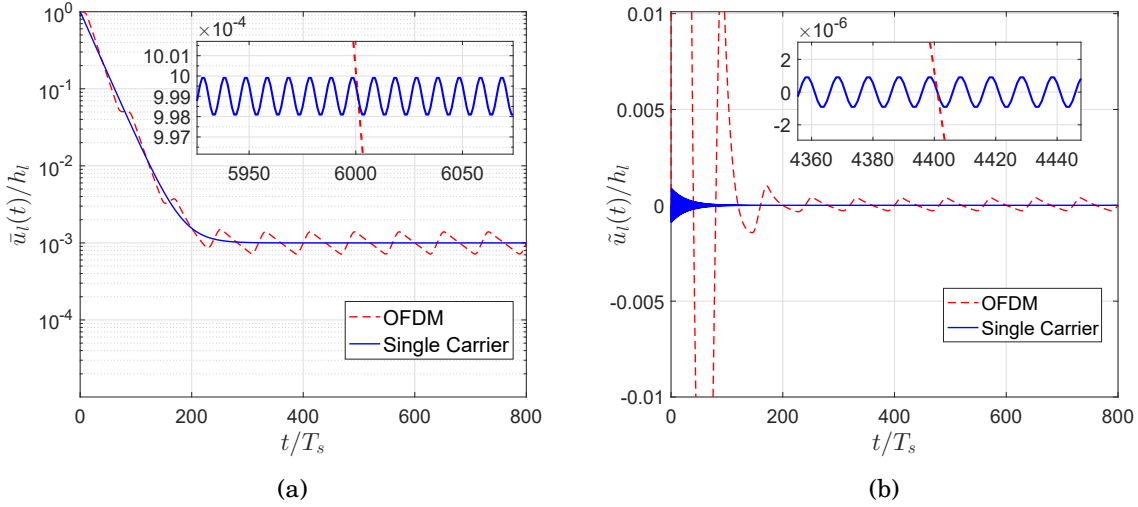 10^0
10^-1
10^-2
10^-3
10^-4
ū_l(t)/h_l
×10^-4
10.01
10
9.99
9.98
9.97
5950 6000 6050
OFDM
Single Carrier
0 200 400 600 800
t/T_s
(a)
0.01
0.005
0
-0.005
-0.01
ũ_l(t)/h_l
×10^-6
2
0
-2
4360 4380 4400 4420 4440
OFDM
Single Carrier
0 200 400 600 800
t/T_s
(b)